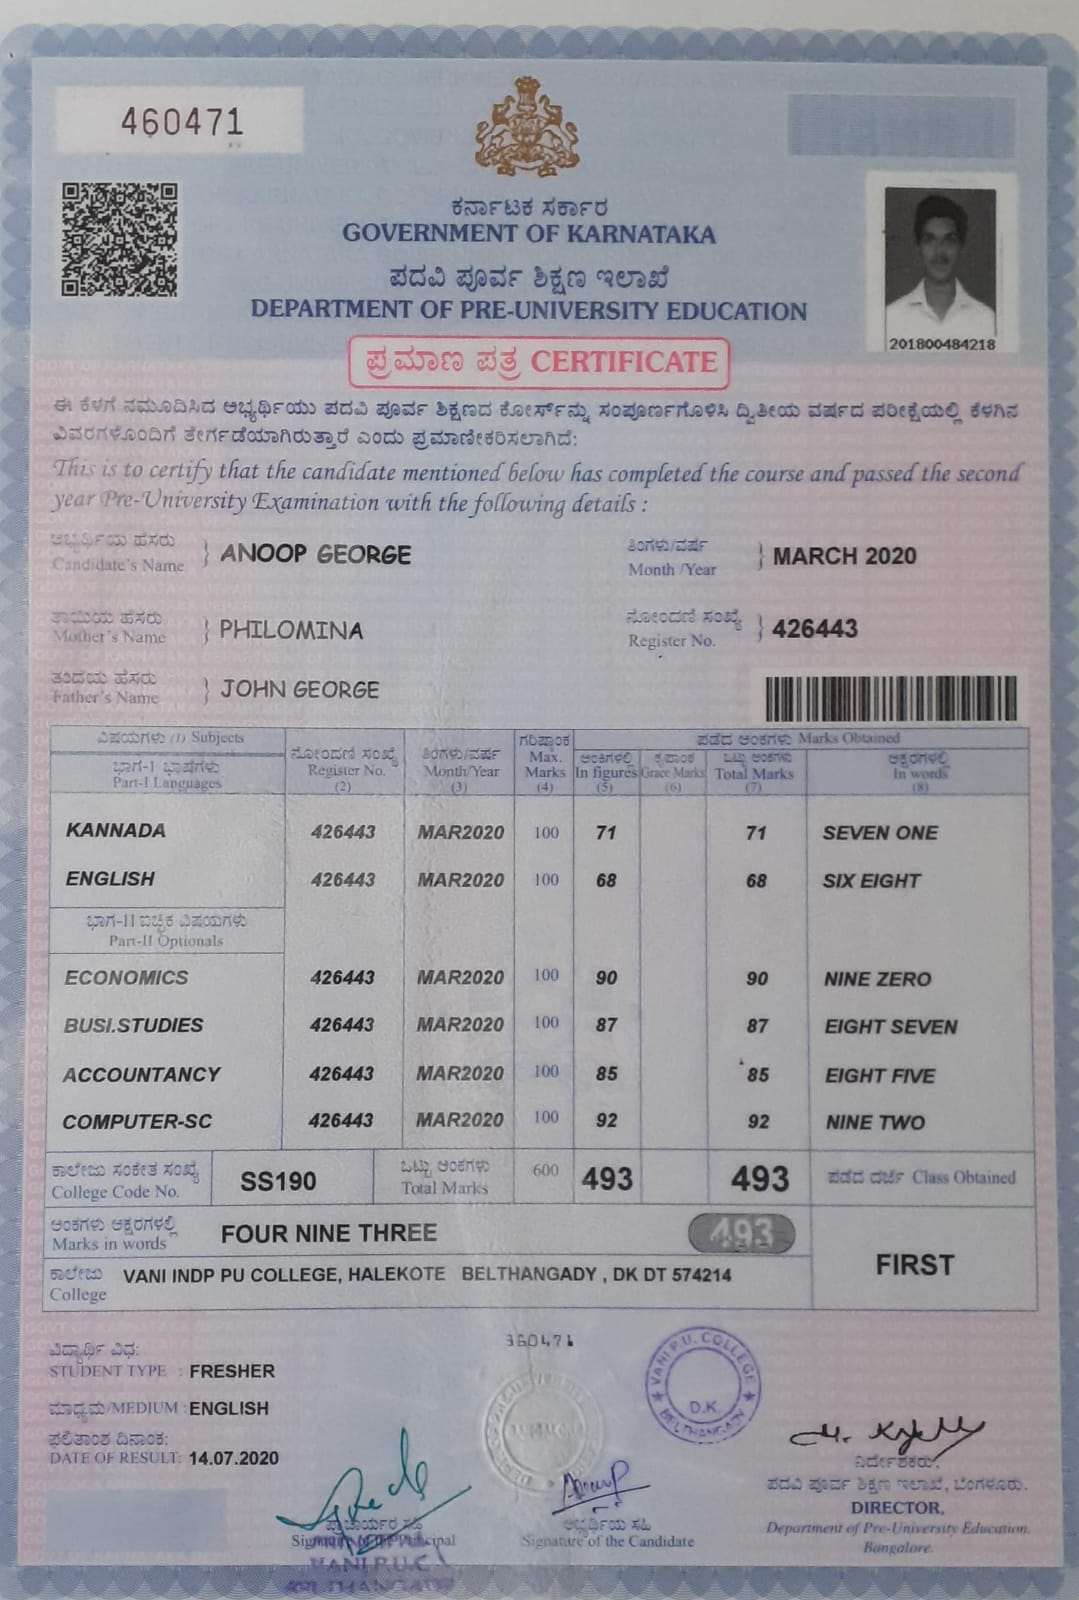 460471
ಕರ್ನಾಟಕ ಸರ್ಕಾರ
GOVERNMENT OF KARNATAKA
ಪದವಿ ಪೂರ್ವ ಶಿಕ್ಷಣ ಇಲಾಖೆ
DEPARTMENT OF PRE-UNIVERSITY EDUCATION
201800484218
ಪ್ರಮಾಣ ಪತ್ರ CERTIFICATE
ಈ ಕೆಳಗೆ ನಮೂದಿಸಿದ ಅಭ್ಯರ್ಥಿಯು ಪದವಿ ಪೂರ್ವ ಶಿಕ್ಷಣದ ಕೋರ್ಸ್‌ನ್ನು ಸಂಪೂರ್ಣಗೊಳಿಸಿ ದ್ವಿತೀಯ ವರ್ಷದ ಪರೀಕ್ಷೆಯಲ್ಲಿ ಕೆಳಗಿನ
ವಿವರಗಳೊಂದಿಗೆ ತೇರ್ಗಡೆಯಾಗಿರುತ್ತಾರೆ ಎಂದು ಪ್ರಮಾಣೀಕರಿಸಲಾಗಿದೆ:
This is to certify that the candidate mentioned below has completed the course and passed the second
year Pre-University Examination with the following details :
ಅಭ್ಯರ್ಥಿಯ ಹೆಸರು
Candidate's Name } ANOOP GEORGE
ತಿಂಗಳು/ವರ್ಷ
Month /Year } MARCH 2020
ತಾಯಿಯ ಹೆಸರು
Mother's Name } PHILOMINA
ನೋಂದಣಿ ಸಂಖ್ಯೆ
Register No. } 426443
ತಂದೆಯ ಹೆಸರು
Father's Name } JOHN GEORGE
ವಿಷಯಗಳು (1) Subjects
ಭಾಗ-I ಭಾಷೆಗಳು
Part-I Languages
ನೋಂದಣಿ ಸಂಖ್ಯೆ
Register No.
(2)
ತಿಂಗಳು/ವರ್ಷ
Month/Year
(3)
ಗರಿಷ್ಠಾಂಕ
Max.
Marks
(4)
ಪಡೆದ ಅಂಕಗಳು Marks Obtained
ಅಂಕಿಗಳಲ್ಲಿ
In figures
(5)
ಕೃಪಾಂಕ
Grace Marks
(6)
ಒಟ್ಟು ಅಂಕಗಳು
Total Marks
(7)
ಅಕ್ಷರಗಳಲ್ಲಿ
In words
(8)
KANNADA 426443 MAR2020 100 71 71 SEVEN ONE
ENGLISH 426443 MAR2020 100 68 68 SIX EIGHT
ಭಾಗ-II ಐಚ್ಛಿಕ ವಿಷಯಗಳು
Part-II Optionals
ECONOMICS 426443 MAR2020 100 90 90 NINE ZERO
BUSI.STUDIES 426443 MAR2020 100 87 87 EIGHT SEVEN
ACCOUNTANCY 426443 MAR2020 100 85 85 EIGHT FIVE
COMPUTER-SC 426443 MAR2020 100 92 92 NINE TWO
ಕಾಲೇಜು ಸಂಕೇತ ಸಂಖ್ಯೆ
College Code No. SS190
ಒಟ್ಟು ಅಂಕಗಳು
Total Marks 600 493 493
ಪಡೆದ ದರ್ಜೆ Class Obtained
ಅಂಕಗಳು ಅಕ್ಷರಗಳಲ್ಲಿ
Marks in words FOUR NINE THREE 493
FIRST
ಕಾಲೇಜು
College VANI INDP PU COLLEGE, HALEKOTE BELTHANGADY , DK DT 574214
ವಿದ್ಯಾರ್ಥಿ ವಿಧ:
STUDENT TYPE : FRESHER
ಮಾಧ್ಯಮ/MEDIUM : ENGLISH
ಫಲಿತಾಂಶ ದಿನಾಂಕ:
DATE OF RESULT: 14.07.2020
360471
VANI P.U. COLLEGE
D.K.
BELTHANGADY
ಪ್ರಾಚಾರ್ಯರ ಸಹಿ
Signature of the Principal
VANI P.U.C
BELTHANGADY
ಅಭ್ಯರ್ಥಿಯ ಸಹಿ
Signature of the Candidate
ನಿರ್ದೇಶಕರು,
ಪದವಿ ಪೂರ್ವ ಶಿಕ್ಷಣ ಇಲಾಖೆ, ಬೆಂಗಳೂರು.
DIRECTOR,
Department of Pre-University Education.
Bangalore.